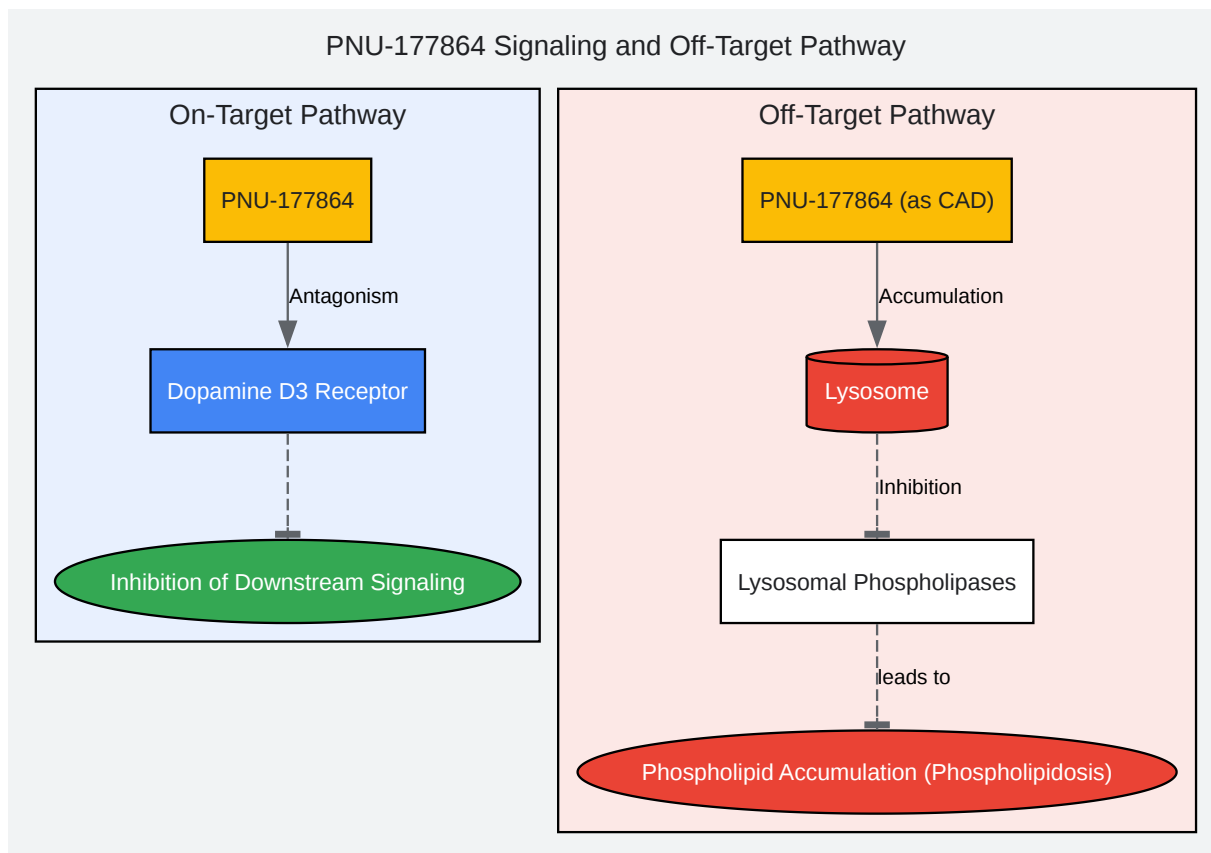 PNU-177864 Signaling and Off-Target Pathway
On-Target Pathway
PNU-177864
Antagonism
Dopamine D3 Receptor
Inhibition of Downstream Signaling
Off-Target Pathway
PNU-177864 (as CAD)
Accumulation
Lysosome
Inhibition
Lysosomal Phospholipases
leads to
Phospholipid Accumulation (Phospholipidosis)